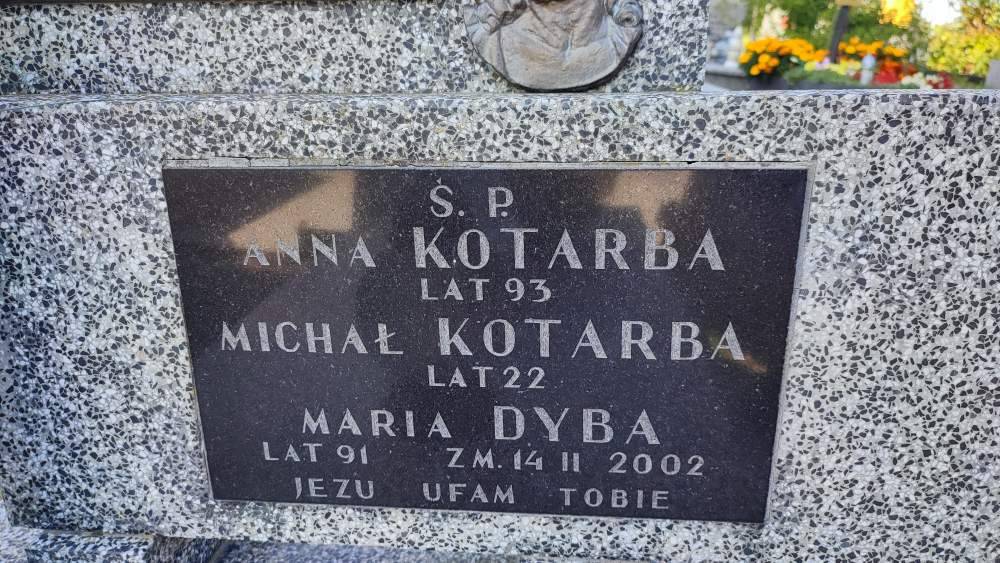 Ś. P.
ANNA KOTARBA
LAT 93
MICHAŁ KOTARBA
LAT 22
MARIA DYBA
LAT 91 ZM. 14 II 2002
JEZU UFAM TOBIE